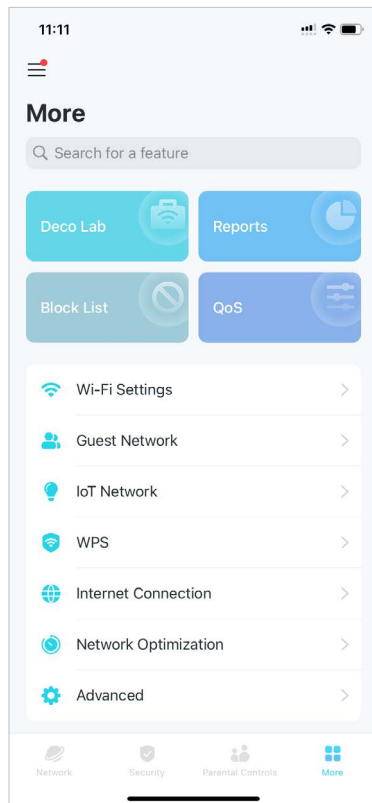 11:11
More
Search for a feature
Deco Lab
Reports
Block List
QoS
Wi-Fi Settings
Guest Network
IoT Network
WPS
Internet Connection
Network Optimization
Advanced
Network Security Parental Controls More